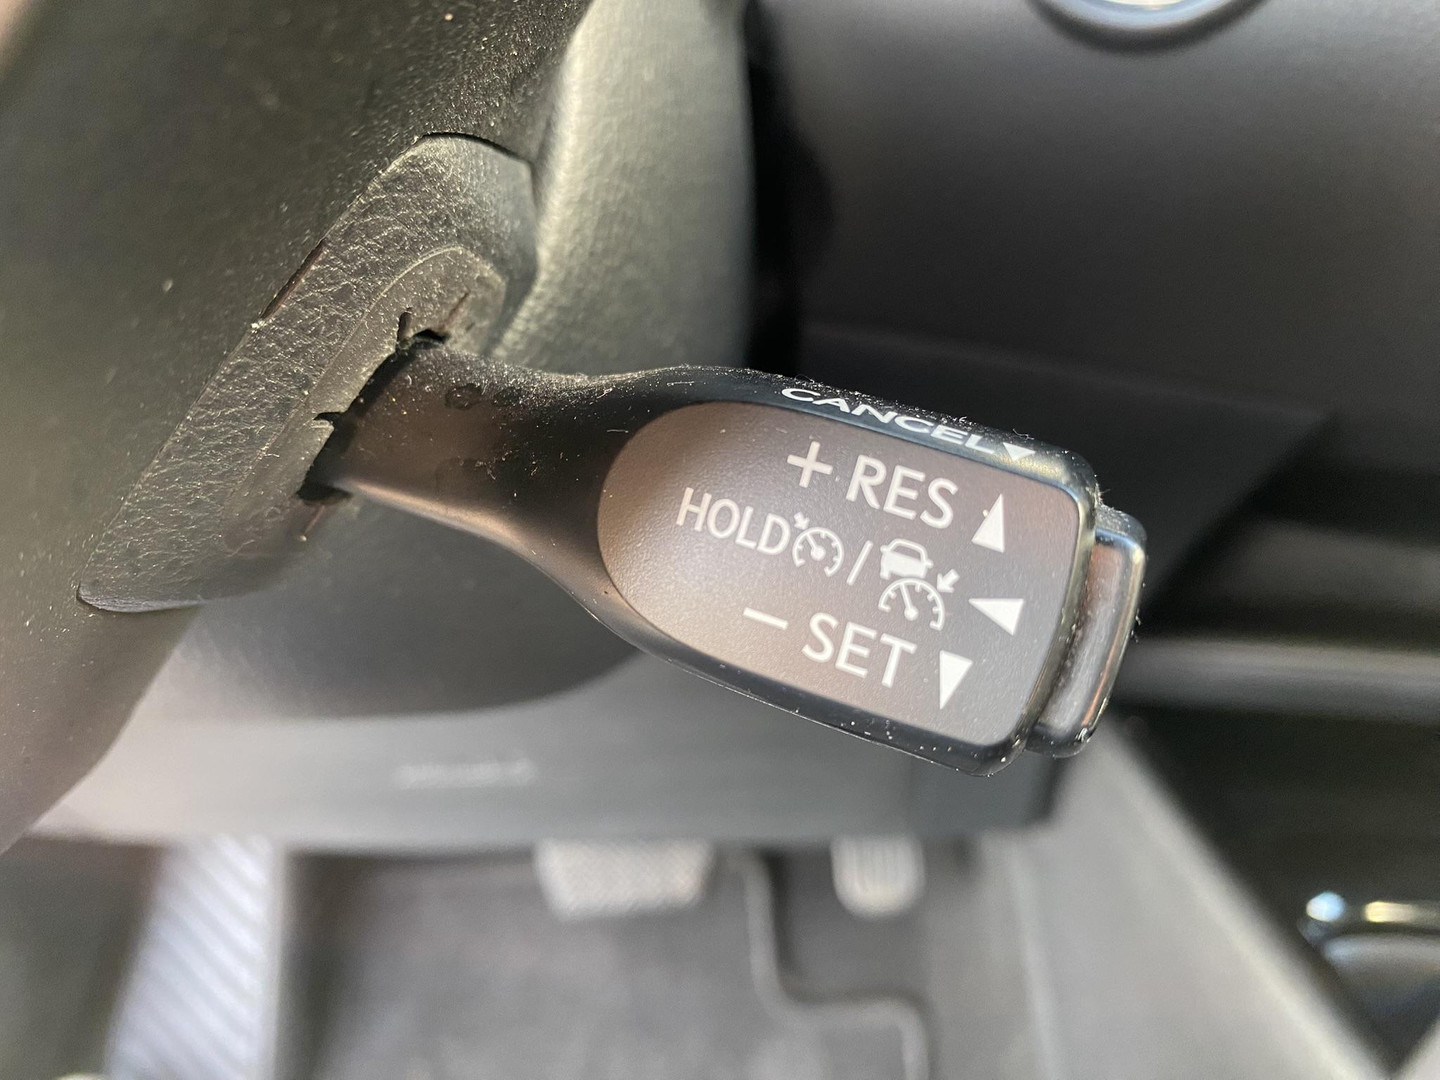 CANCEL
+ RES
HOLD /
− SET